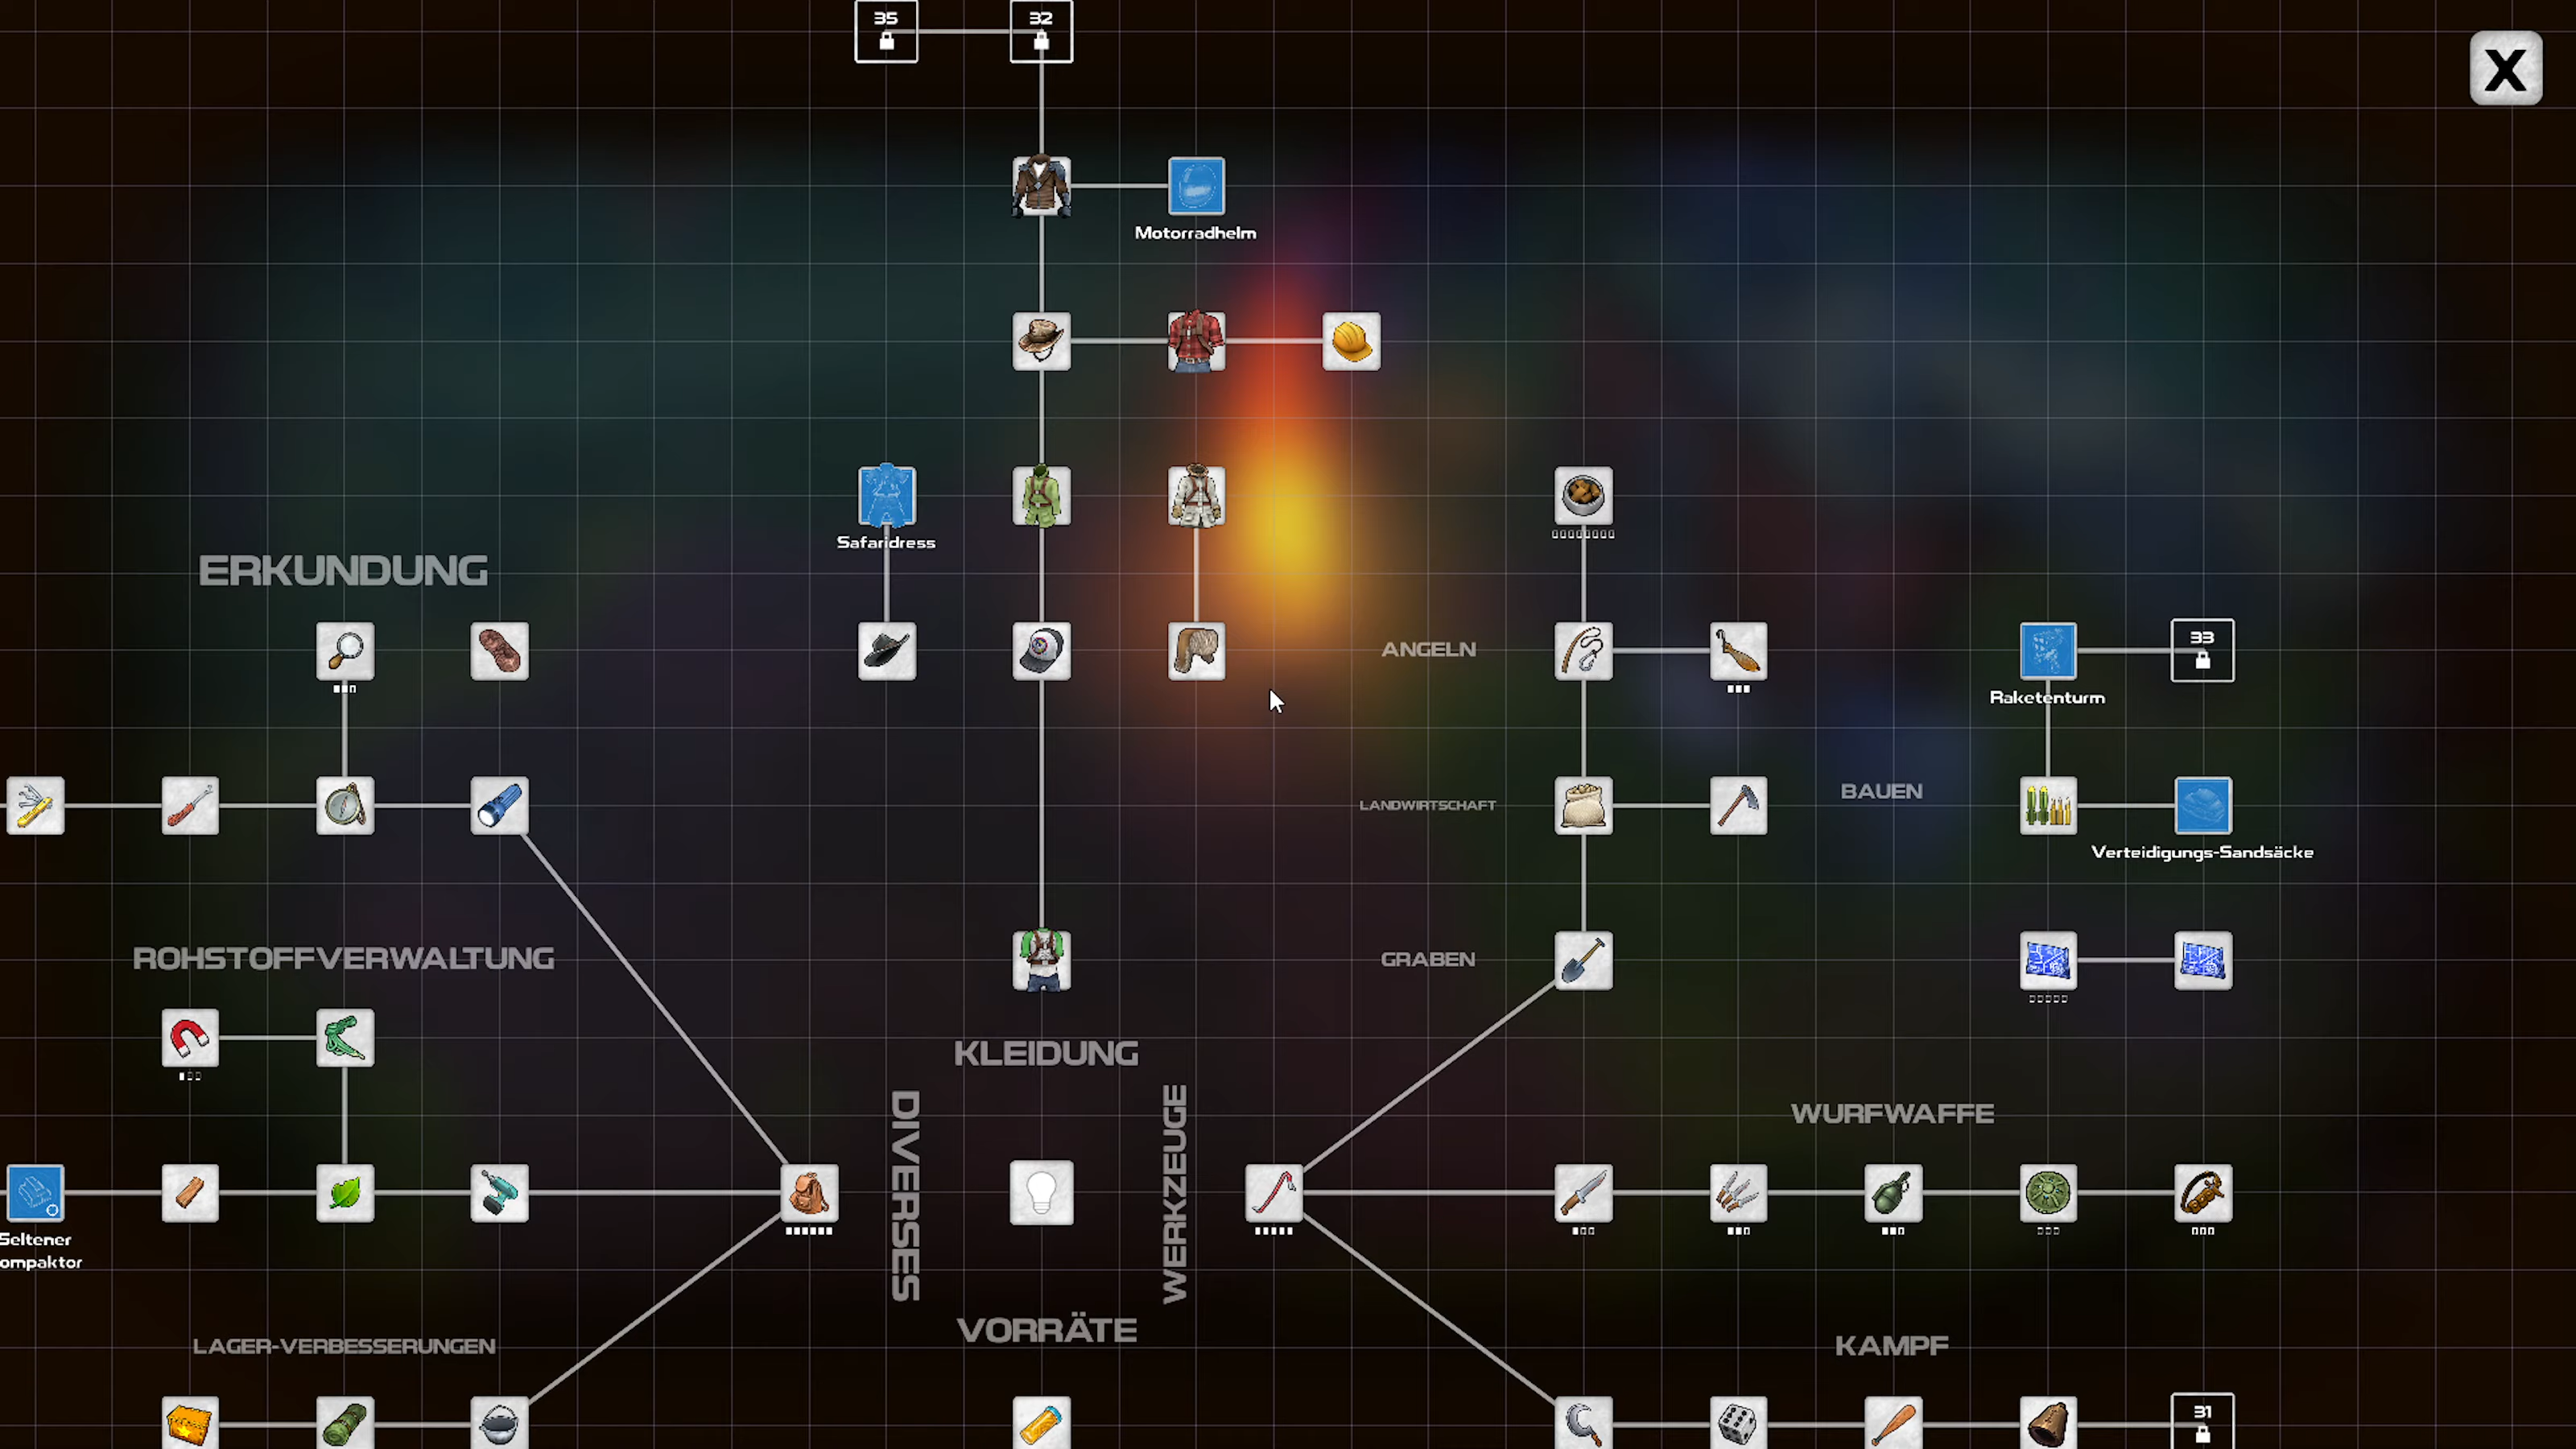 35
32
X
Motorradhelm
Safaridress
ERKUNDUNG
ANGELN
33
Raketenturm
LANDWIRTSCHAFT
BAUEN
Verteidigungs-Sandsäcke
ROHSTOFFVERWALTUNG
GRABEN
KLEIDUNG
DIVERSES
WERKZEUGE
WURFWAFFE
Seltener
ompaktor
VORRÄTE
LAGER-VERBESSERUNGEN
KAMPF
31